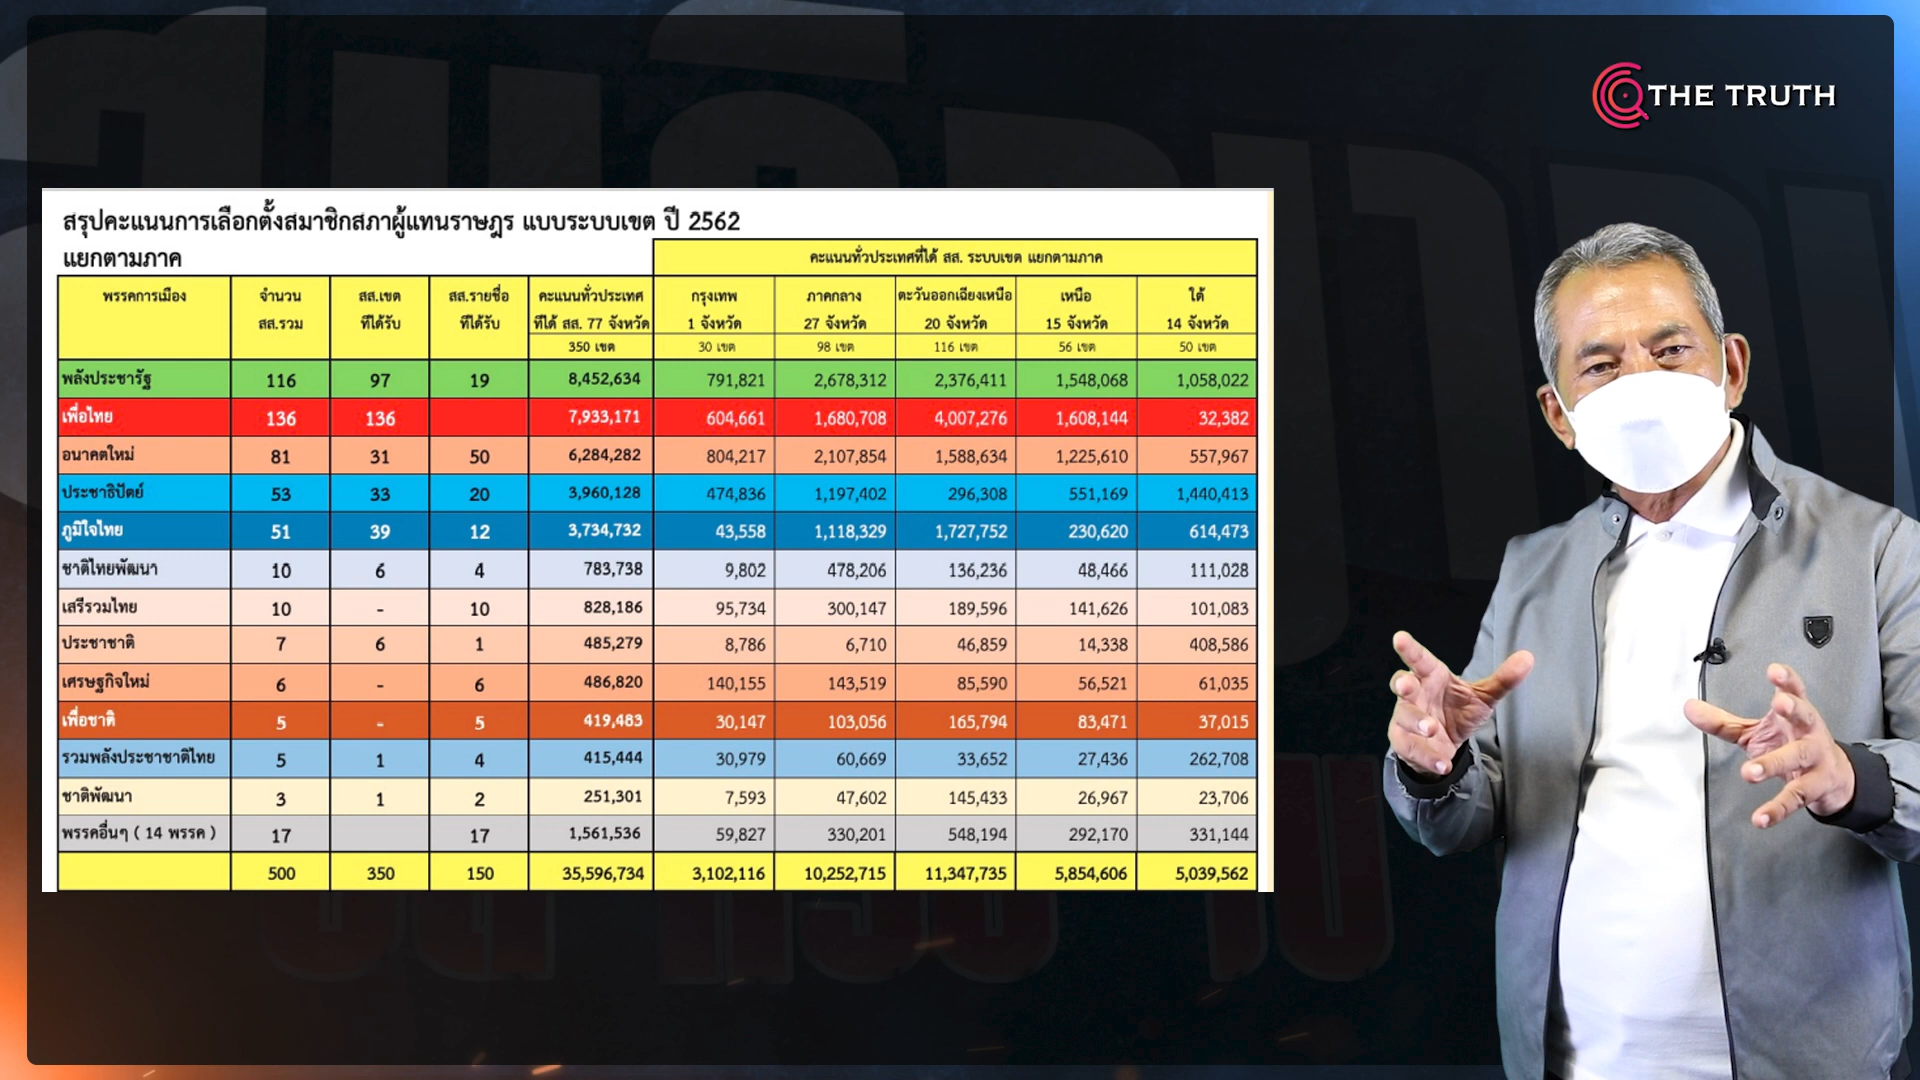 THE TRUTH
สรุปคะแนนการเลือกตั้งสมาชิกสภาผู้แทนราษฎร แบบระบบเขต ปี 2562
แยกตามภาค
คะแนนทั่วประเทศที่ได้ สส. ระบบเขต แยกตามภาค
พรรคการเมือง จำนวน สส.เขต สส.รายชื่อ คะแนนทั่วประเทศ กรุงเทพ ภาคกลาง ตะวันออกเฉียงเหนือ เหนือ ใต้
สส.รวม ที่ได้รับ ที่ได้รับ ที่ได้ สส. 77 จังหวัด 1 จังหวัด 27 จังหวัด 20 จังหวัด 15 จังหวัด 14 จังหวัด
350 เขต 30 เขต 98 เขต 116 เขต 56 เขต 50 เขต
พลังประชารัฐ 116 97 19 8,452,634 791,821 2,678,312 2,376,411 1,548,068 1,058,022
เพื่อไทย 136 136 7,933,171 604,661 1,680,708 4,007,276 1,608,144 32,382
อนาคตใหม่ 81 31 50 6,284,282 804,217 2,107,854 1,588,634 1,225,610 557,967
ประชาธิปัตย์ 53 33 20 3,960,128 474,836 1,197,402 296,308 551,169 1,440,413
ภูมิใจไทย 51 39 12 3,734,732 43,558 1,118,329 1,727,752 230,620 614,473
ชาติไทยพัฒนา 10 6 4 783,738 9,802 478,206 136,236 48,466 111,028
เสรีรวมไทย 10 - 10 828,186 95,734 300,147 189,596 141,626 101,083
ประชาชาติ 7 6 1 485,279 8,786 6,710 46,859 14,338 408,586
เศรษฐกิจใหม่ 6 - 6 486,820 140,155 143,519 85,590 56,521 61,035
เพื่อชาติ 5 - 5 419,483 30,147 103,056 165,794 83,471 37,015
รวมพลังประชาชาติไทย 5 1 4 415,444 30,979 60,669 33,652 27,436 262,708
ชาติพัฒนา 3 1 2 251,301 7,593 47,602 145,433 26,967 23,706
พรรคอื่นๆ ( 14 พรรค ) 17 17 1,561,536 59,827 330,201 548,194 292,170 331,144
500 350 150 35,596,734 3,102,116 10,252,715 11,347,735 5,854,606 5,039,562